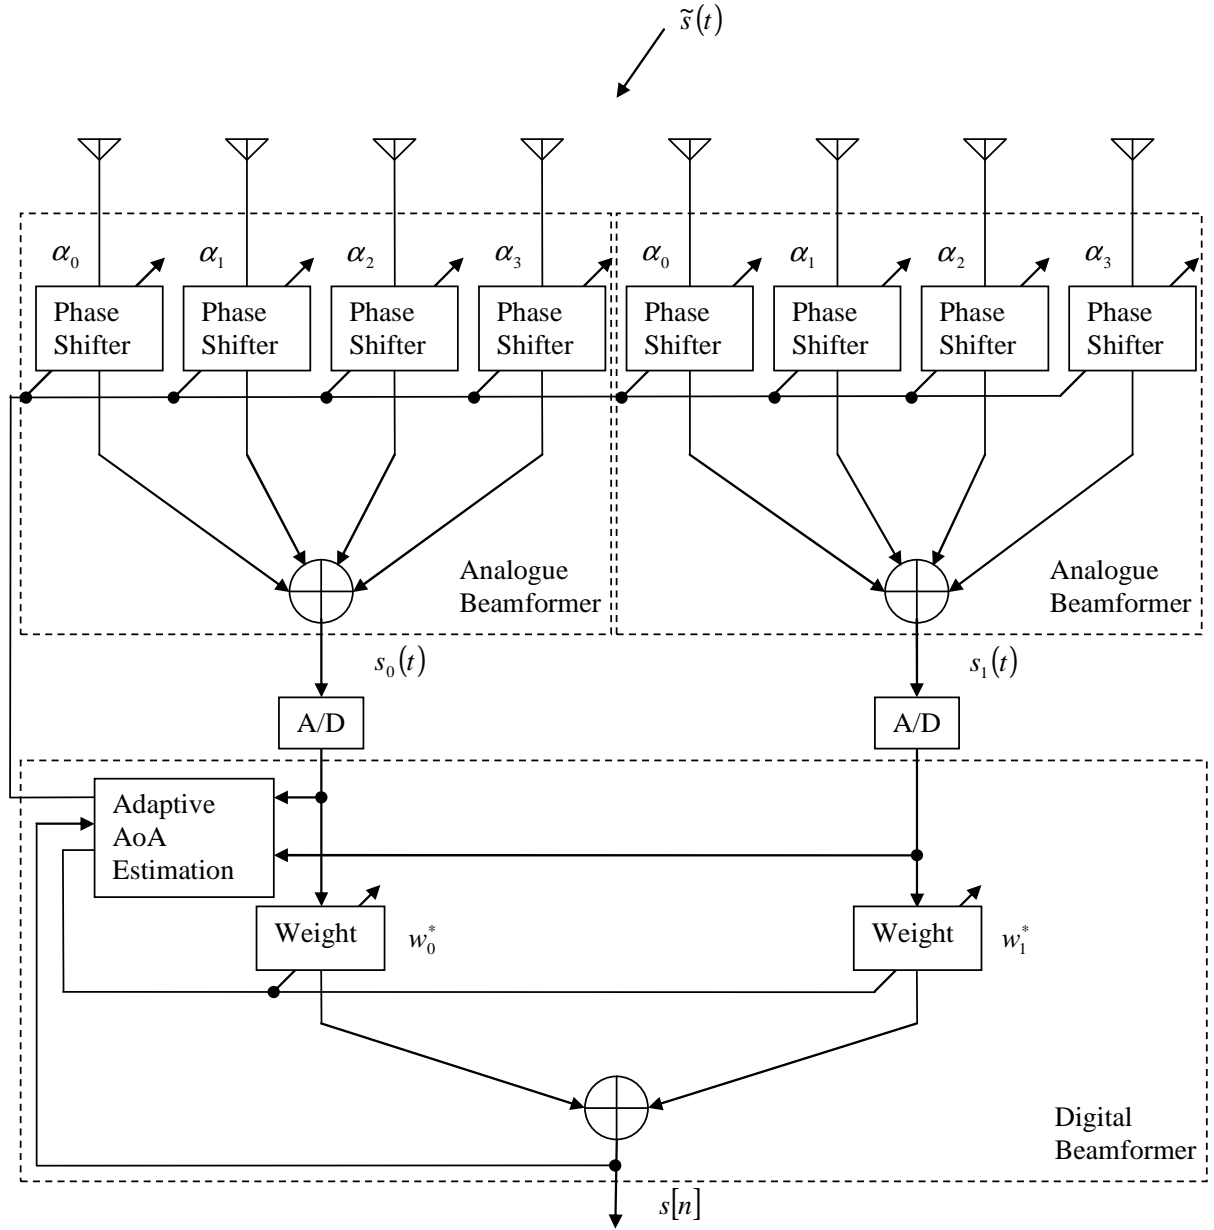 s̃(t)
α₀ α₁ α₂ α₃ α₀ α₁ α₂ α₃
Phase Shifter
Phase Shifter
Phase Shifter
Phase Shifter
Phase Shifter
Phase Shifter
Phase Shifter
Phase Shifter
Analogue
Beamformer
Analogue
Beamformer
s₀(t)
s₁(t)
A/D
A/D
Adaptive
AoA
Estimation
Weight
w₀*
Weight
w₁*
Digital
Beamformer
s[n]